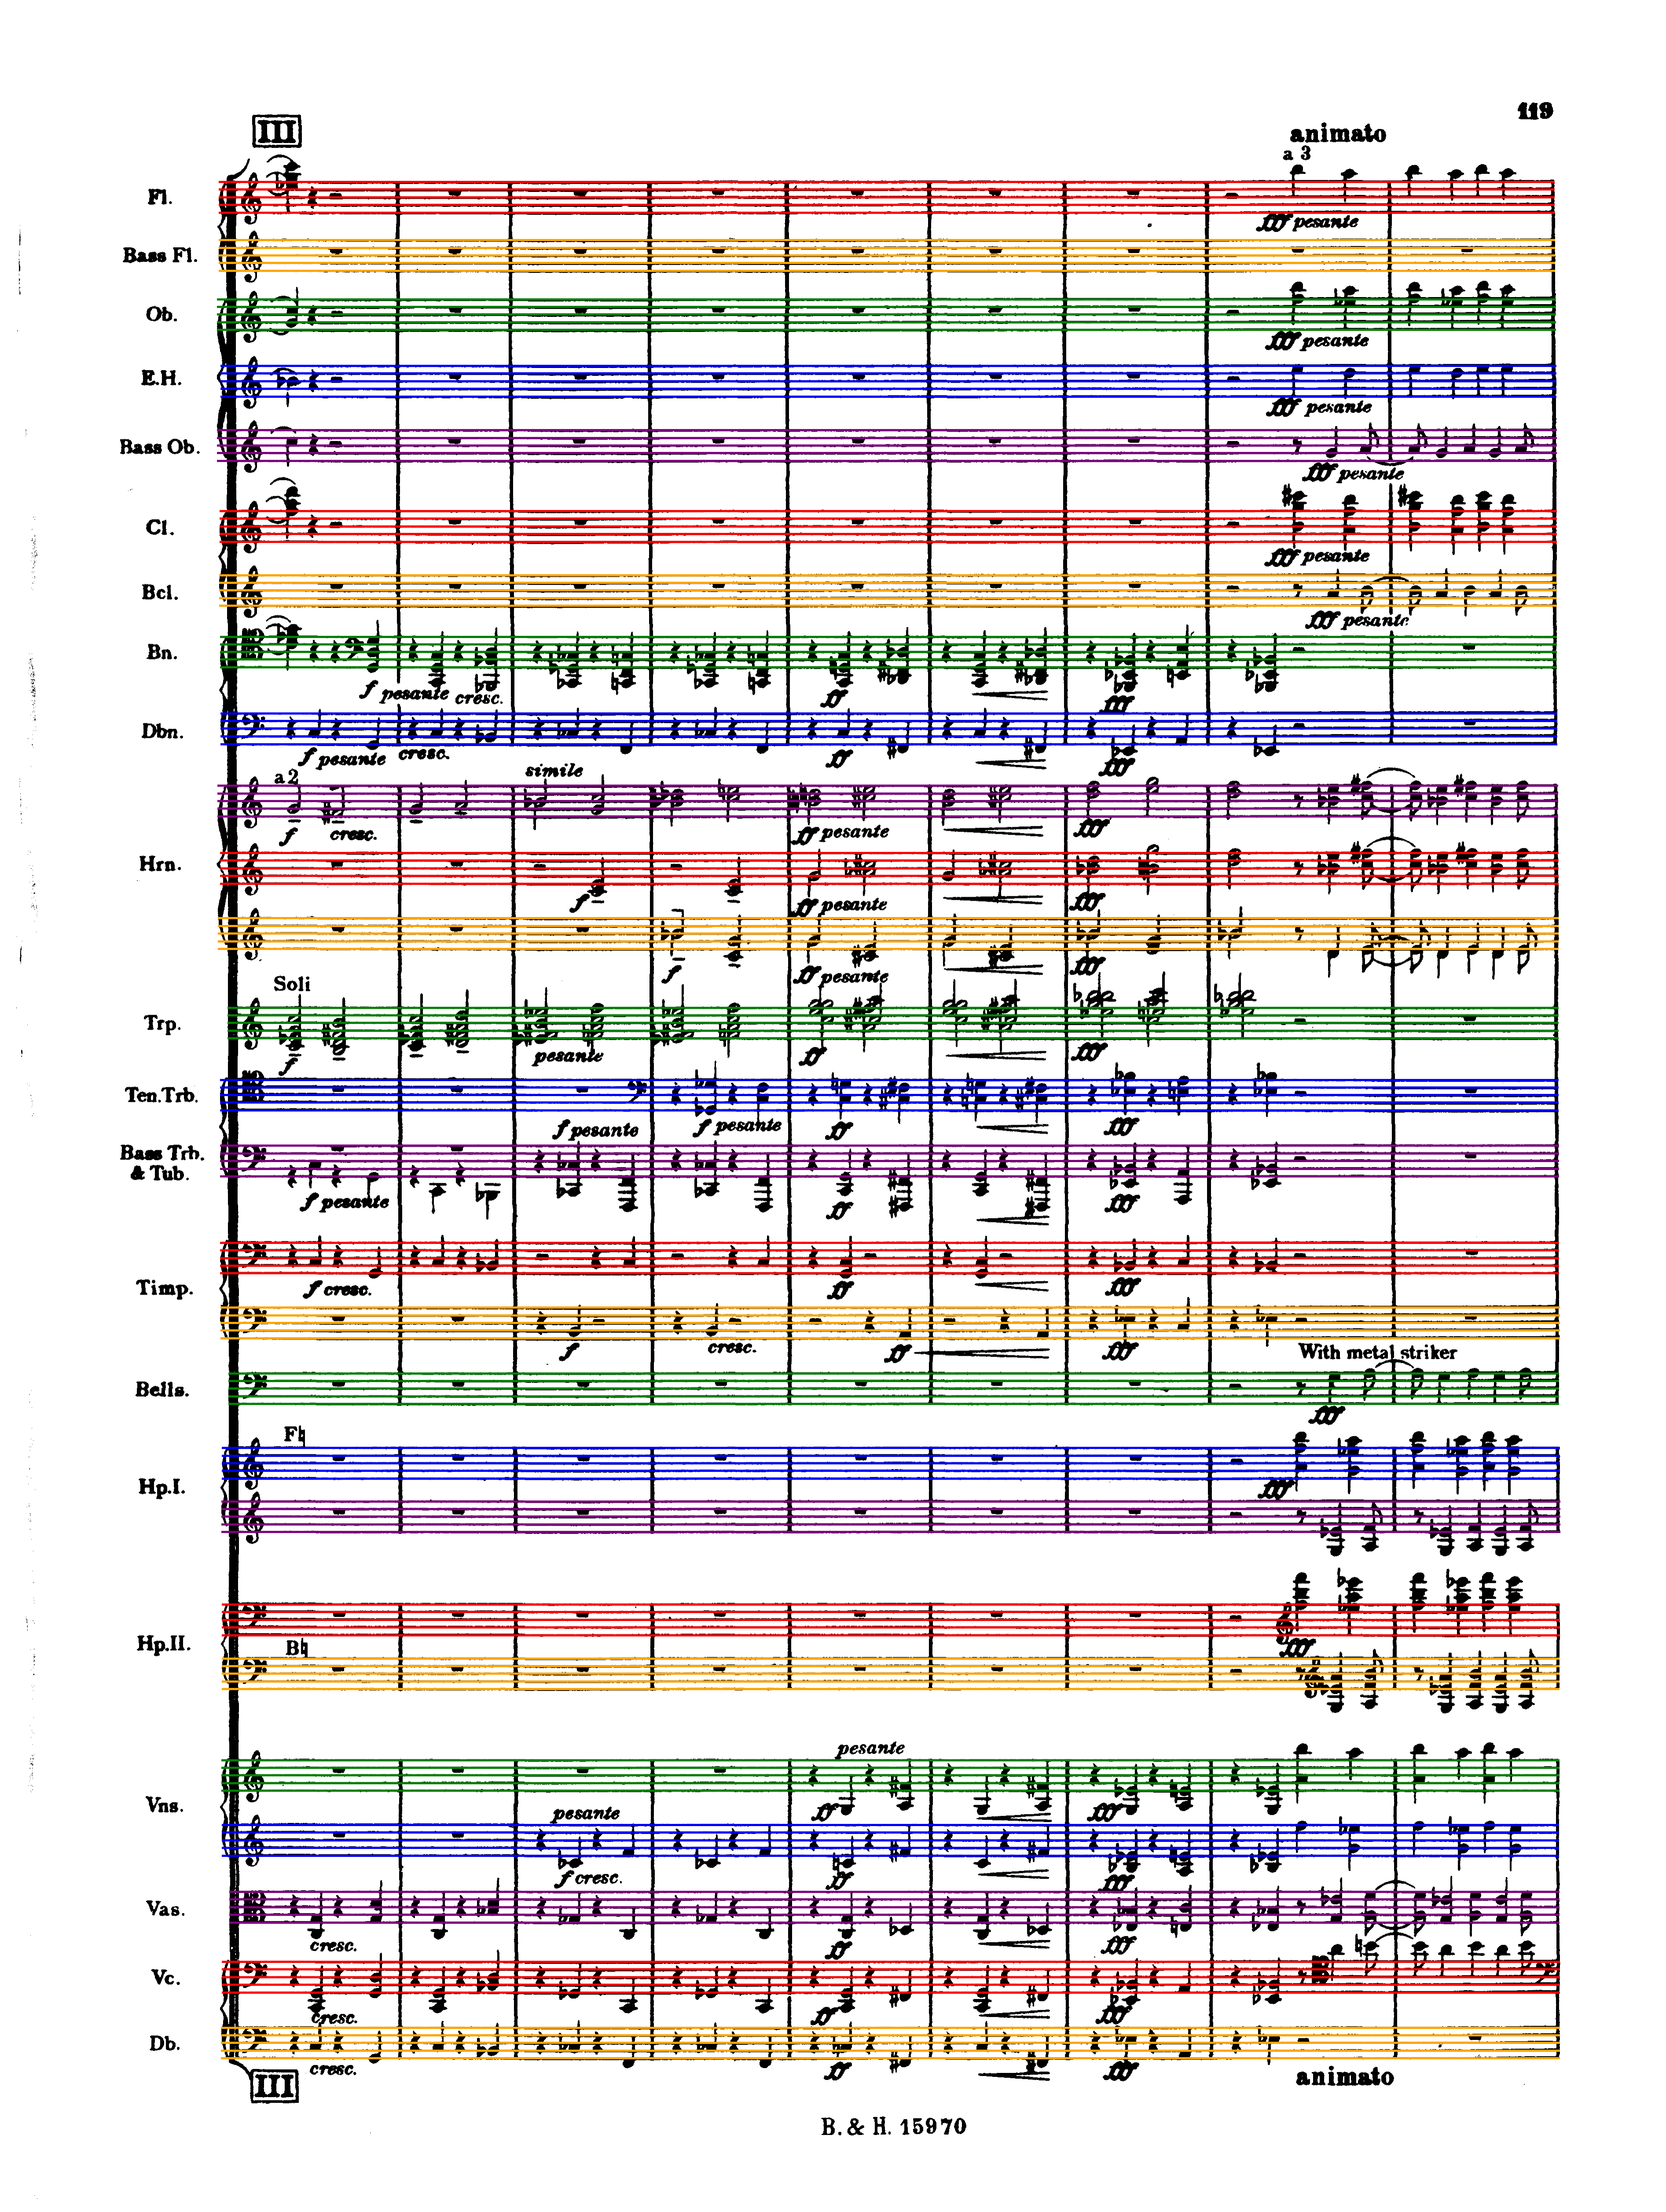 119
III
animato
a 3
Fl.
fff pesante
Bass Fl.
Ob.
fff pesante
E.H.
fff pesante
Bass Ob.
fff pesante
Cl.
fff pesante
Bcl.
fff pesante
Bn.
f pesante cresc. ff fff
Dbn.
f pesante cresc. ff fff
a 2 simile
f cresc. ff pesante fff
Hrn.
f ff pesante fff
f ff pesante fff
Soli
Trp.
f pesante ff fff
Ten.Trb.
f pesante f pesante ff fff
Bass Trb.
& Tub.
f pesante ff fff
Timp.
f cresc. ff fff
f cresc. ff fff
With metal striker
Bells.
fff
F♮
Hp.I.
fff
Hp.II.
B♮
fff
pesante
Vns.
ff fff
pesante
f cresc. ff fff
Vas.
cresc. ff fff
Vc.
cresc. ff fff
Db.
cresc. ff fff
III
animato
B. & H. 15970